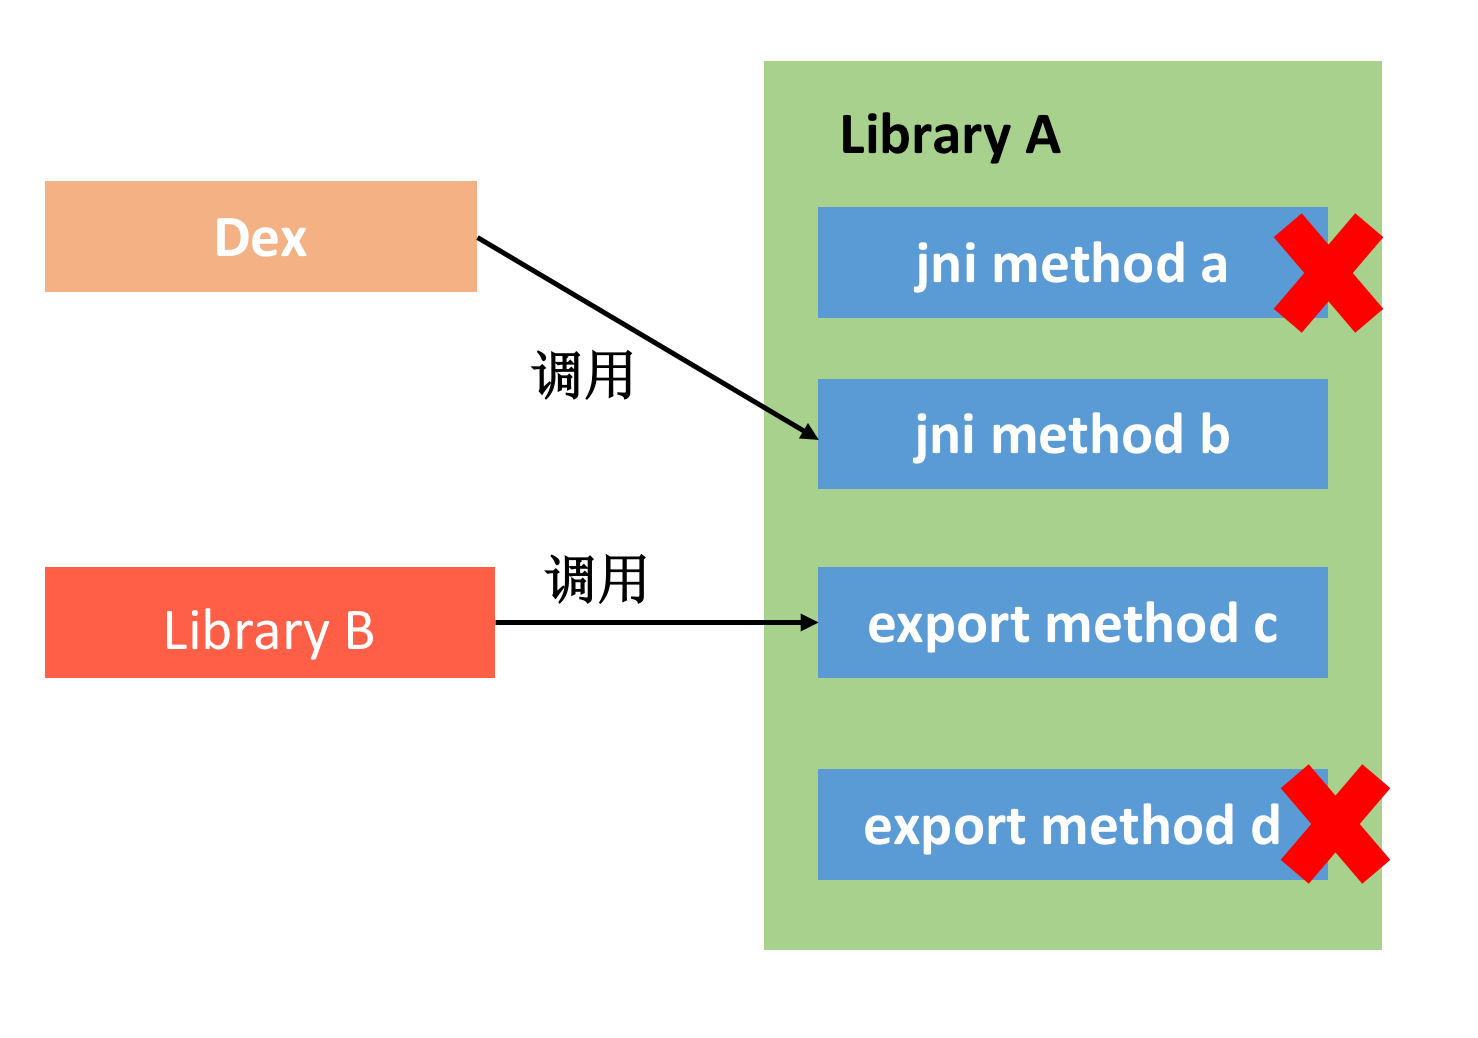 Library A
Dex
jni method a
调用
jni method b
调用
Library B
export method c
export method d